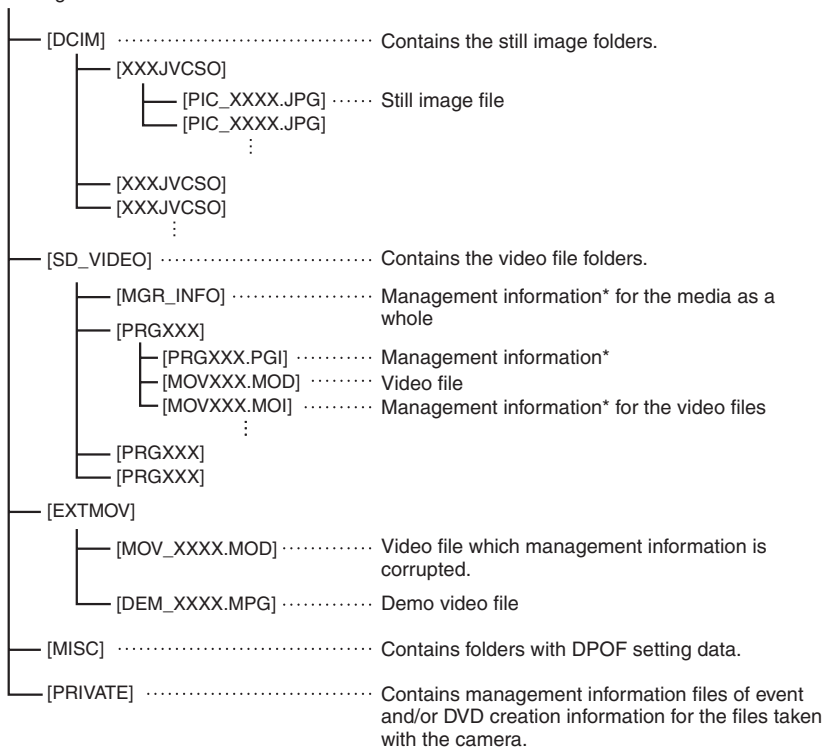 [DCIM] Contains the still image folders.
[XXXJVCSO]
[PIC_XXXX.JPG] Still image file
[PIC_XXXX.JPG]
[XXXJVCSO]
[XXXJVCSO]
[SD_VIDEO] Contains the video file folders.
[MGR_INFO] Management information* for the media as a
whole
[PRGXXX]
[PRGXXX.PGI] Management information*
[MOVXXX.MOD] Video file
[MOVXXX.MOI] Management information* for the video files
[PRGXXX]
[PRGXXX]
[EXTMOV]
[MOV_XXXX.MOD] Video file which management information is
corrupted.
[DEM_XXXX.MPG] Demo video file
[MISC] Contains folders with DPOF setting data.
[PRIVATE] Contains management information files of event
and/or DVD creation information for the files taken
with the camera.